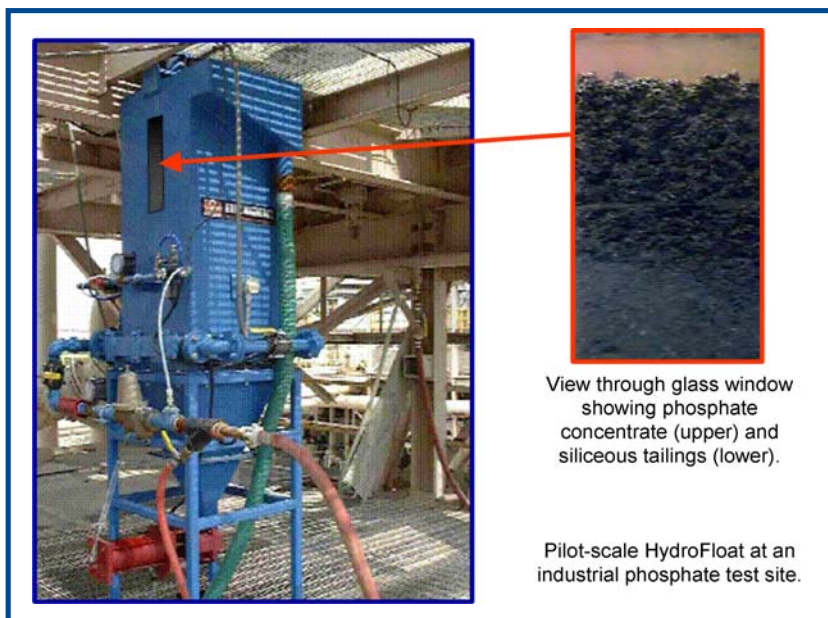 View through glass window
showing phosphate
concentrate (upper) and
siliceous tailings (lower).
Pilot-scale HydroFloat at an
industrial phosphate test site.